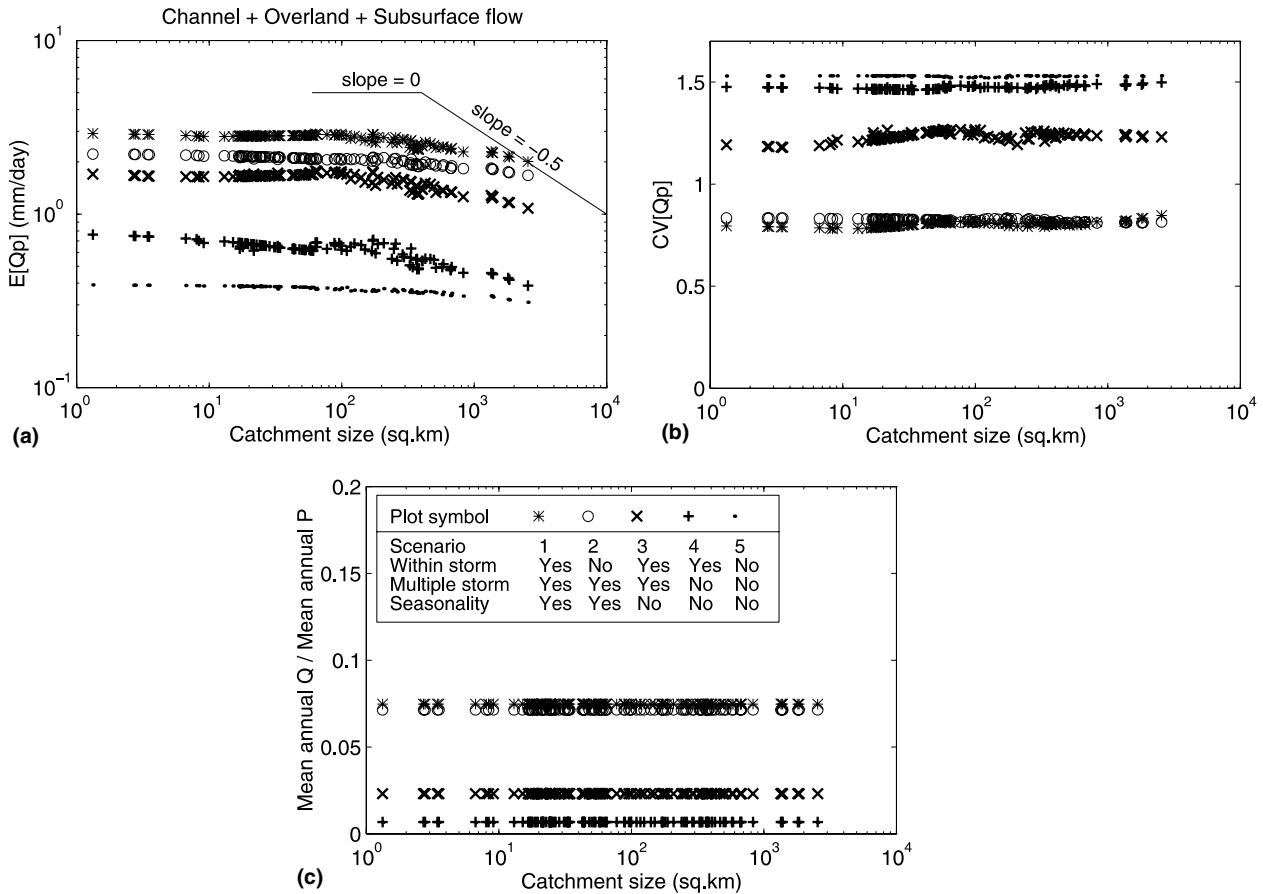 Channel + Overland + Subsurface flow
10^1
10^0
10^-1
E[Qp] (mm/day)
slope = 0
slope = -0.5
10^0 10^1 10^2 10^3 10^4
Catchment size (sq.km)
(a)
1.5
1
0.5
0
CV[Qp]
10^0 10^1 10^2 10^3 10^4
Catchment size (sq.km)
(b)
0.2
0.15
0.1
0.05
0
Mean annual Q / Mean annual P
Plot symbol
Scenario 1 2 3 4 5
Within storm Yes No Yes Yes No
Multiple storm Yes Yes Yes No No
Seasonality Yes Yes No No No
10^0 10^1 10^2 10^3 10^4
Catchment size (sq.km)
(c)